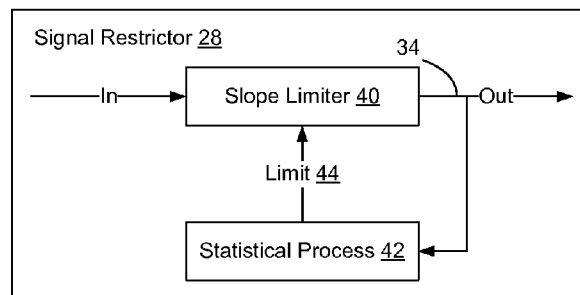 Signal Restrictor 28
34
In
Slope Limiter 40
Out
Limit 44
Statistical Process 42